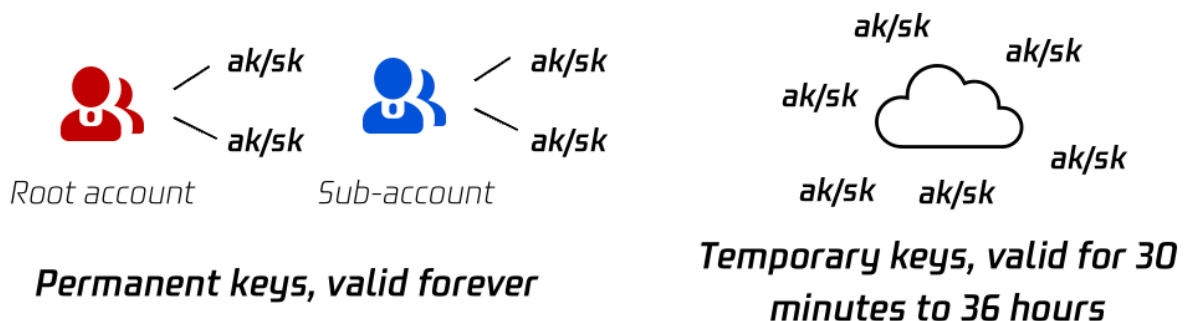 ak/sk
ak/sk
Root account
ak/sk
ak/sk
Sub-account
Permanent keys, valid forever
ak/sk
ak/sk
ak/sk
ak/sk
ak/sk
ak/sk
Temporary keys, valid for 30
minutes to 36 hours